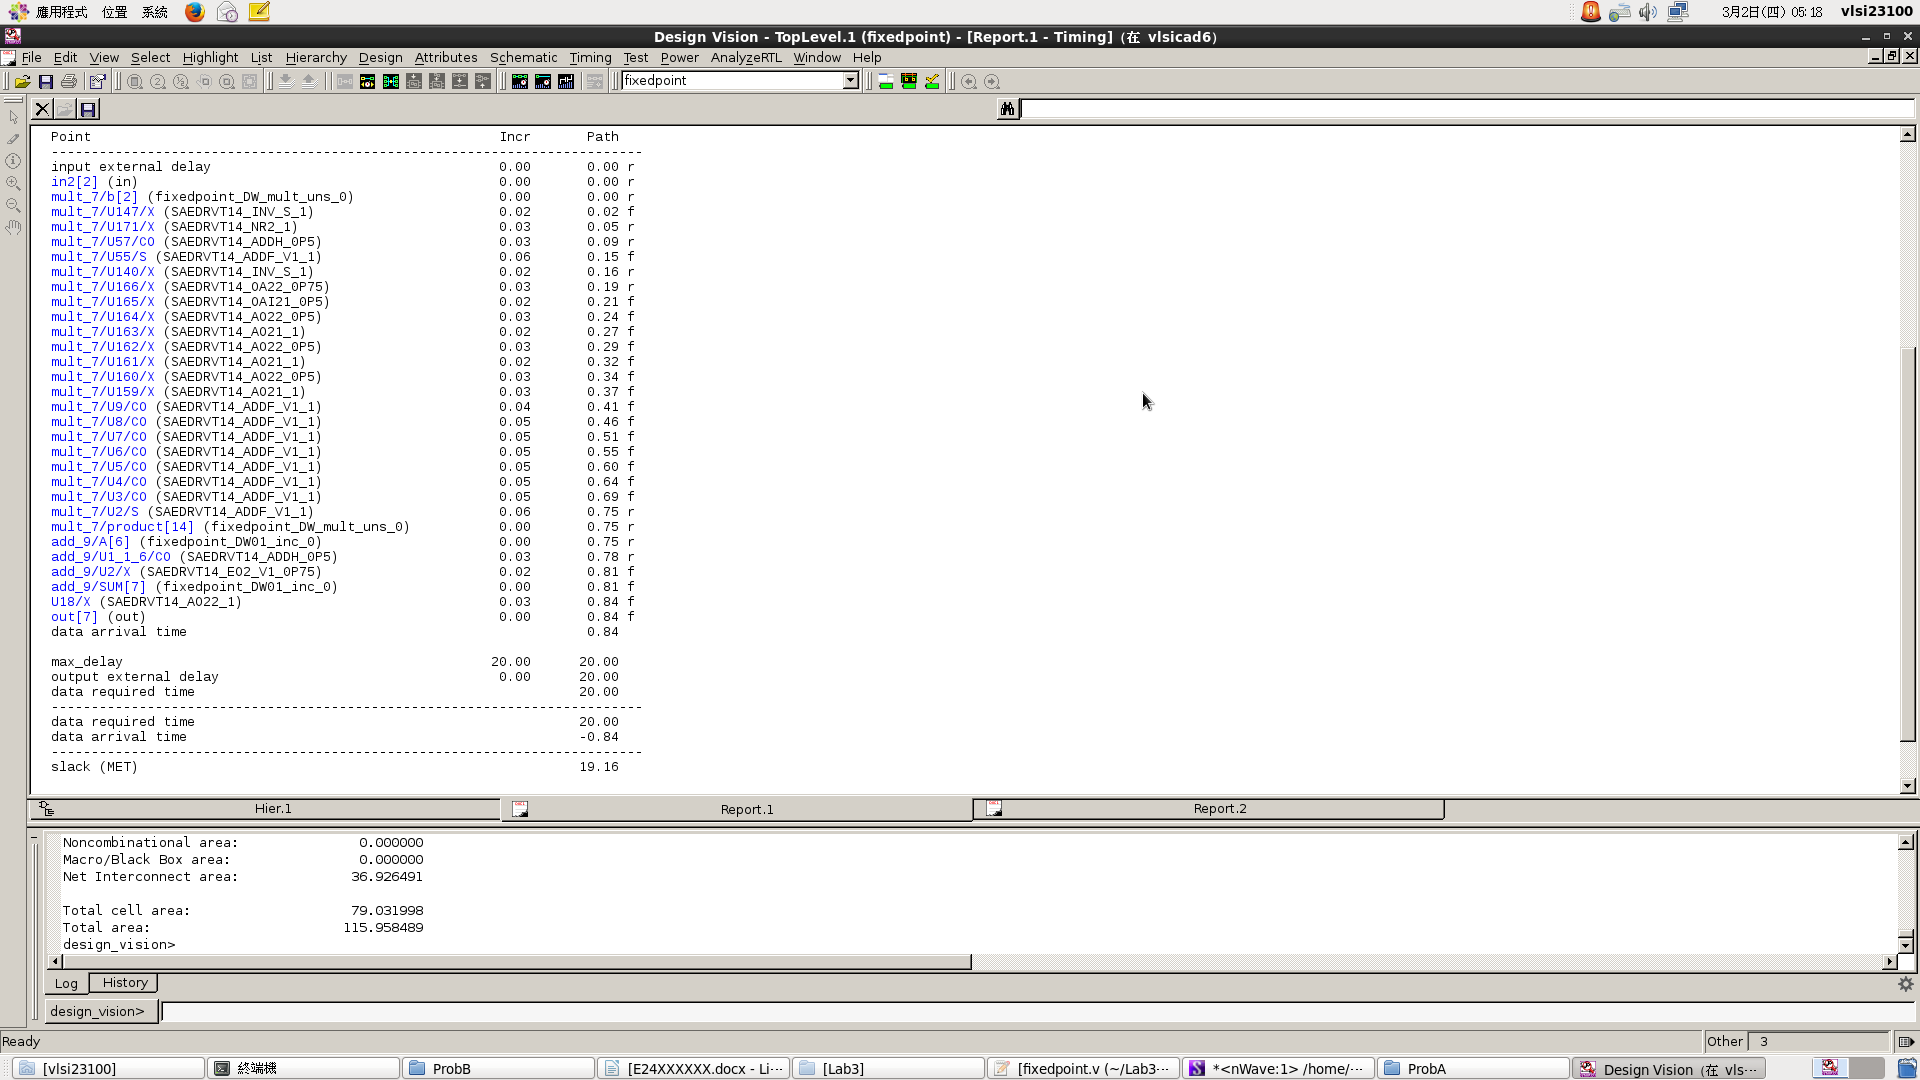 應用程式 位置 系統 3月2日(四) 05:18 vlsi23100
Design Vision - TopLevel.1 (fixedpoint) - [Report.1 - Timing] (在 vlsicad6)
File Edit View Select Highlight List Hierarchy Design Attributes Schematic Timing Test Power AnalyzeRTL Window Help
fixedpoint
Point Incr Path
-----------------------------------------------------------
input external delay 0.00 0.00 r
in2[2] (in) 0.00 0.00 r
mult_7/b[2] (fixedpoint_DW_mult_uns_0) 0.00 0.00 r
mult_7/U147/X (SAEDRVT14_INV_S_1) 0.02 0.02 f
mult_7/U171/X (SAEDRVT14_NR2_1) 0.03 0.05 r
mult_7/U57/CO (SAEDRVT14_ADDH_0P5) 0.03 0.09 r
mult_7/U55/S (SAEDRVT14_ADDF_V1_1) 0.06 0.15 f
mult_7/U140/X (SAEDRVT14_INV_S_1) 0.02 0.16 r
mult_7/U166/X (SAEDRVT14_OA22_0P75) 0.03 0.19 r
mult_7/U165/X (SAEDRVT14_OAI21_0P5) 0.02 0.21 f
mult_7/U164/X (SAEDRVT14_AO22_0P5) 0.03 0.24 f
mult_7/U163/X (SAEDRVT14_AO21_1) 0.02 0.27 f
mult_7/U162/X (SAEDRVT14_AO22_0P5) 0.03 0.29 f
mult_7/U161/X (SAEDRVT14_AO21_1) 0.02 0.32 f
mult_7/U160/X (SAEDRVT14_AO22_0P5) 0.03 0.34 f
mult_7/U159/X (SAEDRVT14_AO21_1) 0.03 0.37 f
mult_7/U9/CO (SAEDRVT14_ADDF_V1_1) 0.04 0.41 f
mult_7/U8/CO (SAEDRVT14_ADDF_V1_1) 0.05 0.46 f
mult_7/U7/CO (SAEDRVT14_ADDF_V1_1) 0.05 0.51 f
mult_7/U6/CO (SAEDRVT14_ADDF_V1_1) 0.05 0.55 f
mult_7/U5/CO (SAEDRVT14_ADDF_V1_1) 0.05 0.60 f
mult_7/U4/CO (SAEDRVT14_ADDF_V1_1) 0.05 0.64 f
mult_7/U3/CO (SAEDRVT14_ADDF_V1_1) 0.05 0.69 f
mult_7/U2/S (SAEDRVT14_ADDF_V1_1) 0.06 0.75 r
mult_7/product[14] (fixedpoint_DW_mult_uns_0) 0.00 0.75 r
add_9/A[6] (fixedpoint_DW01_inc_0) 0.00 0.75 r
add_9/U1_1_6/CO (SAEDRVT14_ADDH_0P5) 0.03 0.78 r
add_9/U2/X (SAEDRVT14_EO2_V1_0P75) 0.02 0.81 f
add_9/SUM[7] (fixedpoint_DW01_inc_0) 0.00 0.81 f
U18/X (SAEDRVT14_AO22_1) 0.03 0.84 f
out[7] (out) 0.00 0.84 f
data arrival time 0.84
max_delay 20.00 20.00
output external delay 0.00 20.00
data required time 20.00
-----------------------------------------------------------
data required time 20.00
data arrival time -0.84
-----------------------------------------------------------
slack (MET) 19.16
Hier.1 Report.1 Report.2
Noncombinational area: 0.000000
Macro/Black Box area: 0.000000
Net Interconnect area: 36.926491
Total cell area: 79.031998
Total area: 115.958489
design_vision>
Log History
design_vision>
Ready Other 3
[vlsi23100] 終端機 ProbB [E24XXXXXX.docx - Li··· [Lab3] [fixedpoint.v (~/Lab3··· *<nWave:1> /home/··· ProbA Design Vision (在 vls···